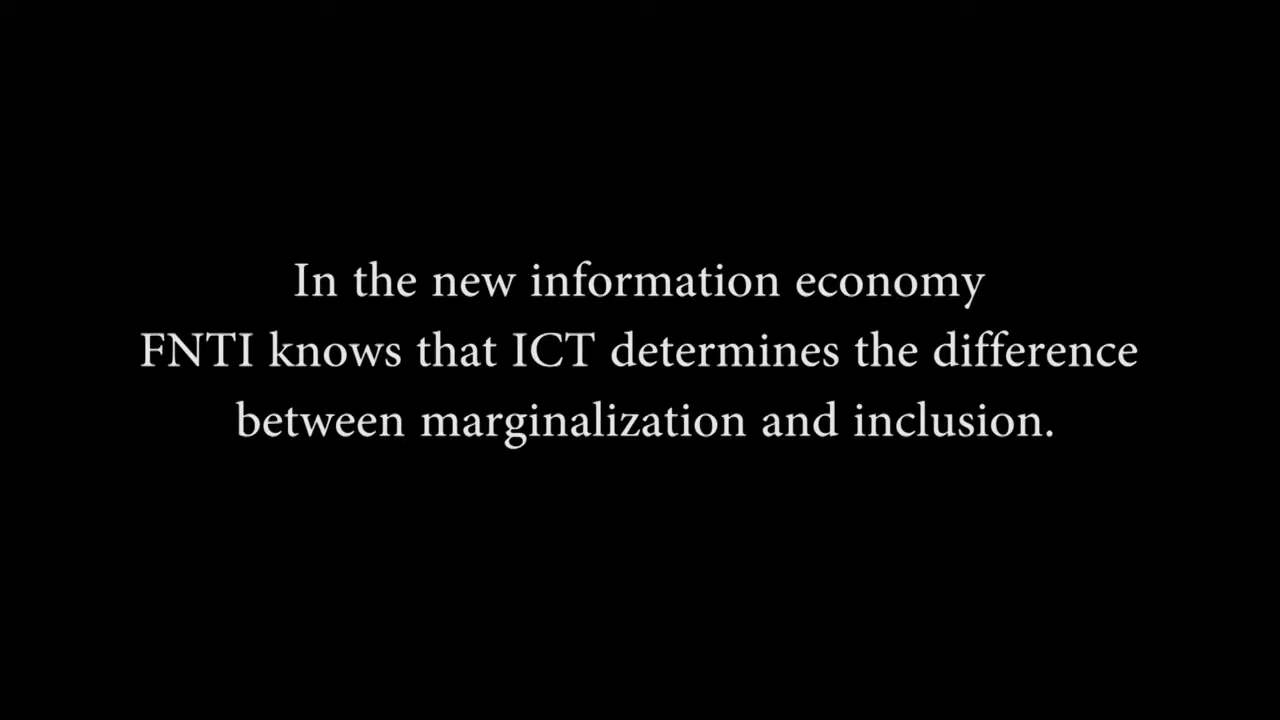 In the new information economy
FNTI knows that ICT determines the difference
between marginalization and inclusion.